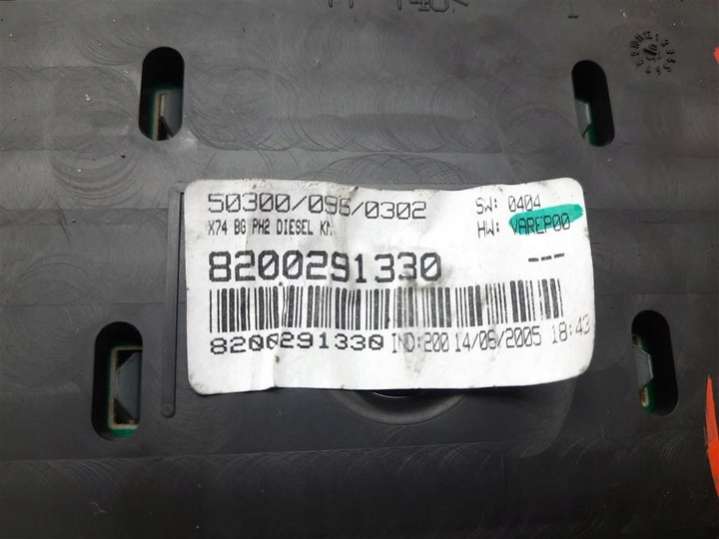 50300/098/0302 SW: 0404
X74 BG PH2 DIESEL KM HW: VAREP00
8200291330 ---
8200291330 IND:200 14/06/2005 18:43